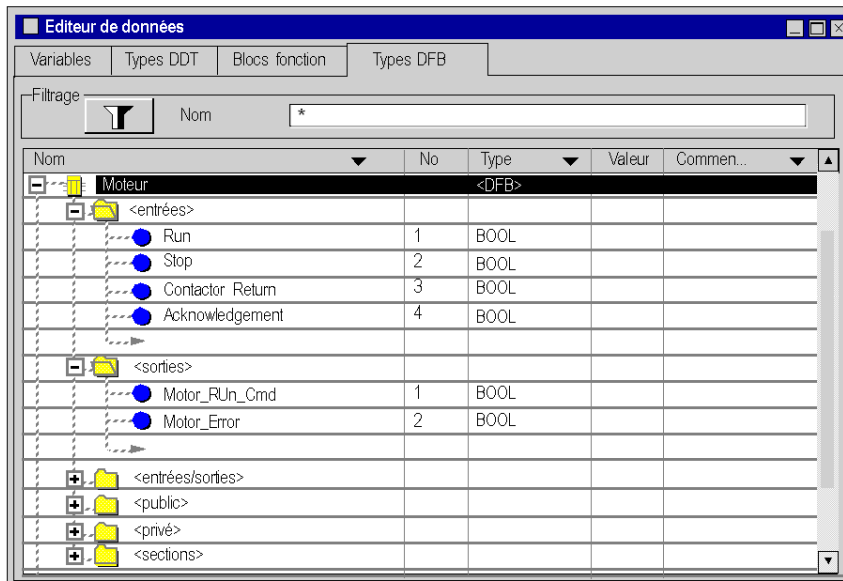 Editeur de données
Variables Types DDT Blocs fonction Types DFB
Filtrage
Nom *
Nom No Type Valeur Commen...
Moteur <DFB>
<entrées>
Run 1 BOOL
Stop 2 BOOL
Contactor Return 3 BOOL
Acknowledgement 4 BOOL
<sorties>
Motor_RUn_Cmd 1 BOOL
Motor_Error 2 BOOL
<entrées/sorties>
<public>
<privé>
<sections>